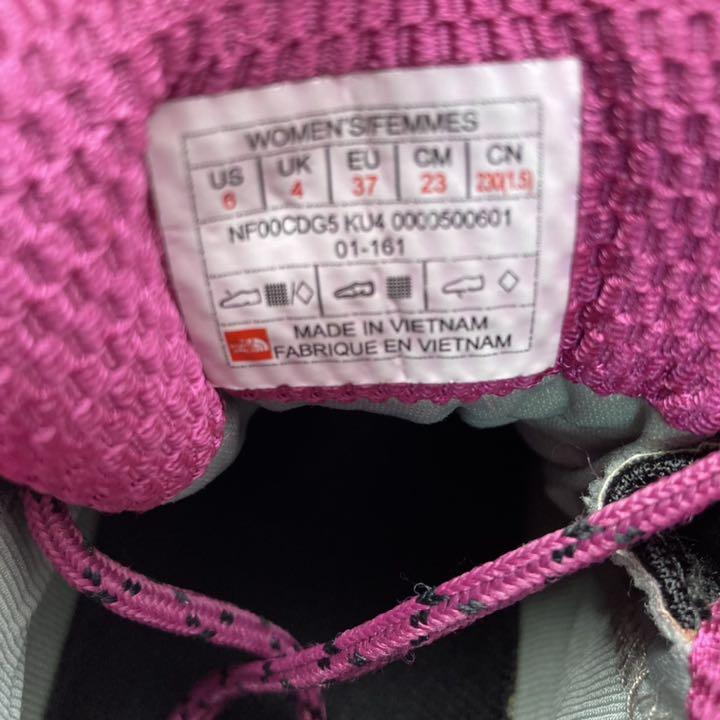 WOMEN'S/FEMMES
US UK EU CM CN
6 4 37 23 230(1.5)
NF00CDG5 KU4 0000500601
01-161
/
MADE IN VIETNAM
FABRIQUE EN VIETNAM